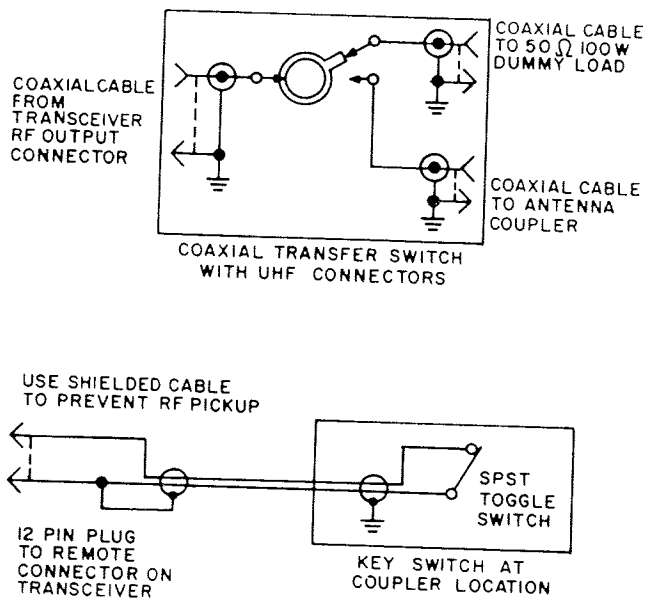 COAXIAL CABLE
TO 50Ω 100W
DUMMY LOAD
COAXIAL CABLE
FROM
TRANSCEIVER
RF OUTPUT
CONNECTOR
COAXIAL CABLE
TO ANTENNA
COUPLER
COAXIAL TRANSFER SWITCH
WITH UHF CONNECTORS
USE SHIELDED CABLE
TO PREVENT RF PICKUP
SPST
TOGGLE
SWITCH
12 PIN PLUG
TO REMOTE
CONNECTOR ON
TRANSCEIVER
KEY SWITCH AT
COUPLER LOCATION